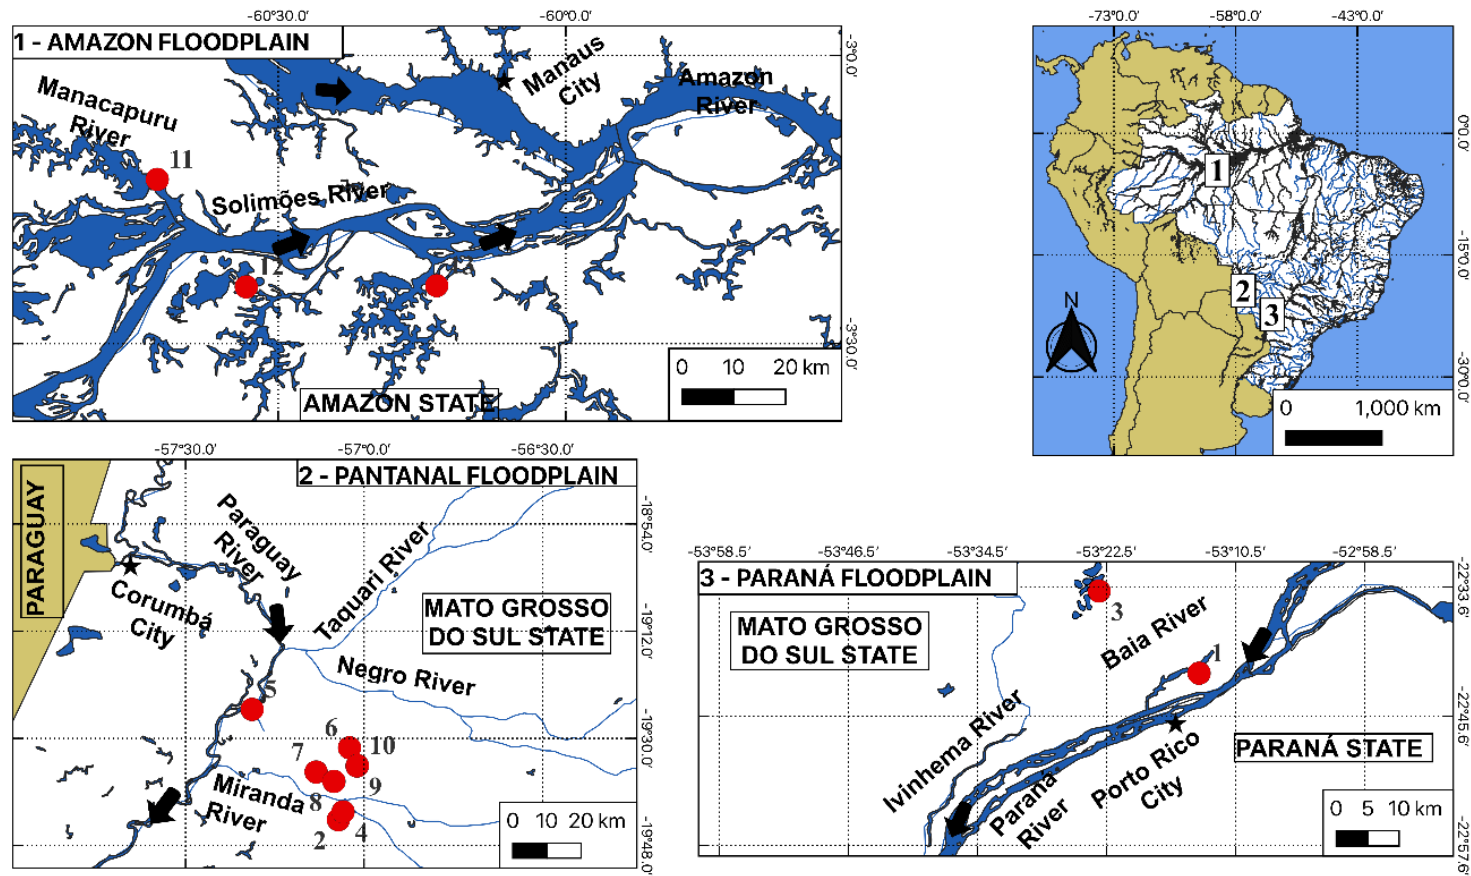 -60°30.0'
-60°0.0'
1 - AMAZON FLOODPLAIN
Manacapuru
River
Manaus
City
Amazon
River
-3°0.0'
11
Solimões River
12
-3°30.0'
0 10 20 km
AMAZON STATE
-73°0.0'
-58°0.0'
-43°0.0'
0°0.0'
1
-15°0.0'
2
3
N
-30°0.0'
0 1,000 km
-57°30.0'
-57°0.0'
-56°30.0'
2 - PANTANAL FLOODPLAIN
PARAGUAY
Paraguay
River
Taquari River
-18°54.0'
Corumbá
City
MATO GROSSO
DO SUL STATE
-19°12.0'
Negro River
5
6
10
7
-19°30.0'
9
Miranda
River
8
2
4
0 10 20 km
-19°48.0'
-53°58.5'
-53°46.5'
-53°34.5'
-53°22.5'
-53°10.5'
-52°58.5'
3 - PARANÁ FLOODPLAIN
-22°33.6'
MATO GROSSO
DO SUL STATE
3
Baia River
1
Ivinhema River
-22°45.6'
Paraná
River
Porto Rico
City
PARANÁ STATE
0 5 10 km
-22°57.6'